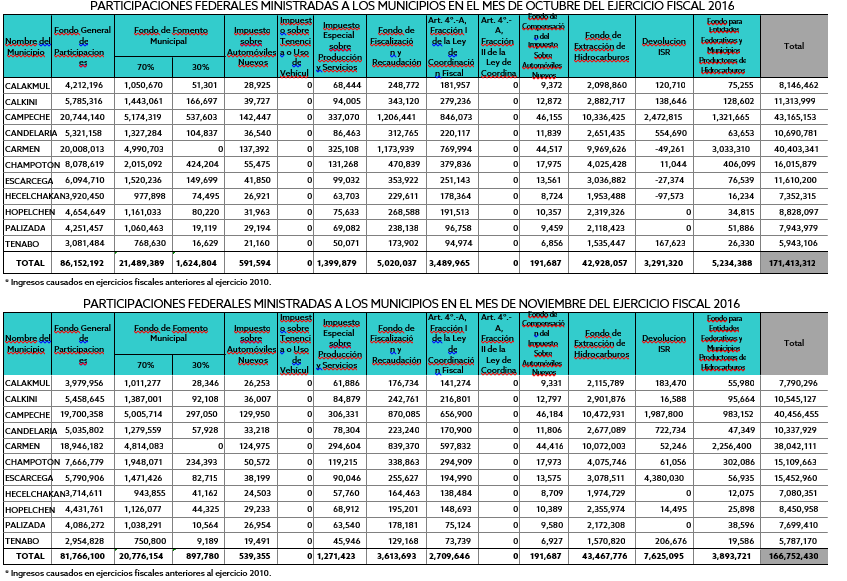 PARTICIPACIONES FEDERALES MINISTRADAS A LOS MUNICIPIOS EN EL MES DE OCTUBRE DEL EJERCICIO FISCAL 2016
Nombre del Municipio Fondo General de Participaciones Fondo de Fomento Municipal 70% 30% Impuesto sobre Automóviles Nuevos Impuesto sobre Tenencia o Uso de Vehícul Impuesto Especial sobre Producción y Servicios Fondo de Fiscalización y Recaudación Art. 4º.-A, Fracción I de la Ley de Coordinación Fiscal Art. 4º.-A, Fracción II de la Ley de Coordina Fondo de Compensación del Impuesto Sobre Automóviles Nuevos Fondo de Extracción de Hidrocarburos Devolucion ISR Fondo para Entidades Federativas y Municipios Productores de Hidrocarburos Total
CALAKMUL 4,212,196 1,050,670 51,301 28,925 0 68,444 248,772 181,957 0 9,372 2,098,860 120,710 75,255 8,146,462
CALKINI 5,785,316 1,443,061 166,697 39,727 0 94,005 343,120 279,236 0 12,872 2,882,717 138,646 128,602 11,313,999
CAMPECHE 20,744,140 5,174,319 537,603 142,447 0 337,070 1,206,441 846,073 0 46,155 10,336,425 2,472,815 1,321,665 43,165,153
CANDELARIA 5,321,158 1,327,284 104,837 36,540 0 86,463 312,765 220,117 0 11,839 2,651,435 554,690 63,653 10,690,781
CARMEN 20,008,013 4,990,703 0 137,392 0 325,108 1,173,939 769,994 0 44,517 9,969,626 -49,261 3,033,310 40,403,341
CHAMPOTÓN 8,078,619 2,015,092 424,204 55,475 0 131,268 470,839 379,836 0 17,975 4,025,428 11,044 406,099 16,015,879
ESCARCEGA 6,094,710 1,520,236 149,699 41,850 0 99,032 353,922 251,143 0 13,561 3,036,882 -27,374 76,539 11,610,200
HECELCHAKAN 3,920,450 977,898 74,495 26,921 0 63,703 229,611 178,364 0 8,724 1,953,488 -97,573 16,234 7,352,315
HOPELCHEN 4,654,649 1,161,033 80,220 31,963 0 75,633 268,588 191,513 0 10,357 2,319,326 0 34,815 8,828,097
PALIZADA 4,251,457 1,060,463 19,119 29,194 0 69,082 238,138 96,758 0 9,459 2,118,423 0 51,886 7,943,979
TENABO 3,081,484 768,630 16,629 21,160 0 50,071 173,902 94,974 0 6,856 1,535,447 167,623 26,330 5,943,106
TOTAL 86,152,192 21,489,389 1,624,804 591,594 0 1,399,879 5,020,037 3,489,965 0 191,687 42,928,057 3,291,320 5,234,388 171,413,312
* Ingresos causados en ejercicios fiscales anteriores al ejercicio 2010.
PARTICIPACIONES FEDERALES MINISTRADAS A LOS MUNICIPIOS EN EL MES DE NOVIEMBRE DEL EJERCICIO FISCAL 2016
Nombre del Municipio Fondo General de Participaciones Fondo de Fomento Municipal 70% 30% Impuesto sobre Automóviles Nuevos Impuesto sobre Tenencia o Uso de Vehícul Impuesto Especial sobre Producción y Servicios Fondo de Fiscalización y Recaudación Art. 4º.-A, Fracción I de la Ley de Coordinación Fiscal Art. 4º.-A, Fracción II de la Ley de Coordina Fondo de Compensación del Impuesto Sobre Automóviles Nuevos Fondo de Extracción de Hidrocarburos Devolucion ISR Fondo para Entidades Federativas y Municipios Productores de Hidrocarburos Total
CALAKMUL 3,979,956 1,011,277 28,346 26,253 0 61,886 176,734 141,274 0 9,331 2,115,789 183,470 55,980 7,790,296
CALKINI 5,458,645 1,387,001 92,108 36,007 0 84,879 242,761 216,801 0 12,797 2,901,876 16,588 95,664 10,545,127
CAMPECHE 19,700,358 5,005,714 297,050 129,950 0 306,331 870,085 656,900 0 46,184 10,472,931 1,987,800 983,152 40,456,455
CANDELARIA 5,035,802 1,279,559 57,928 33,218 0 78,304 223,240 170,900 0 11,806 2,677,089 722,734 47,349 10,337,929
CARMEN 18,946,182 4,814,083 0 124,975 0 294,604 839,370 597,832 0 44,416 10,072,003 52,246 2,256,400 38,042,111
CHAMPOTÓN 7,666,779 1,948,071 234,393 50,572 0 119,215 338,863 294,909 0 17,973 4,075,746 61,056 302,086 15,109,663
ESCARCEGA 5,790,906 1,471,426 82,715 38,199 0 90,046 255,627 194,990 0 13,575 3,078,511 4,380,030 56,935 15,452,960
HECELCHAKAN 3,714,611 943,855 41,162 24,503 0 57,760 164,463 138,484 0 8,709 1,974,729 0 12,075 7,080,351
HOPELCHEN 4,431,761 1,126,077 44,325 29,233 0 68,912 195,201 148,693 0 10,389 2,355,974 14,495 25,898 8,450,958
PALIZADA 4,086,272 1,038,291 10,564 26,954 0 63,540 178,181 75,124 0 9,580 2,172,308 0 38,596 7,699,410
TENABO 2,954,828 750,800 9,189 19,491 0 45,946 129,168 73,739 0 6,927 1,570,820 206,676 19,586 5,787,170
TOTAL 81,766,100 20,776,154 897,780 539,355 0 1,271,423 3,613,693 2,709,646 0 191,687 43,467,776 7,625,095 3,893,721 166,752,430
* Ingresos causados en ejercicios fiscales anteriores al ejercicio 2010.